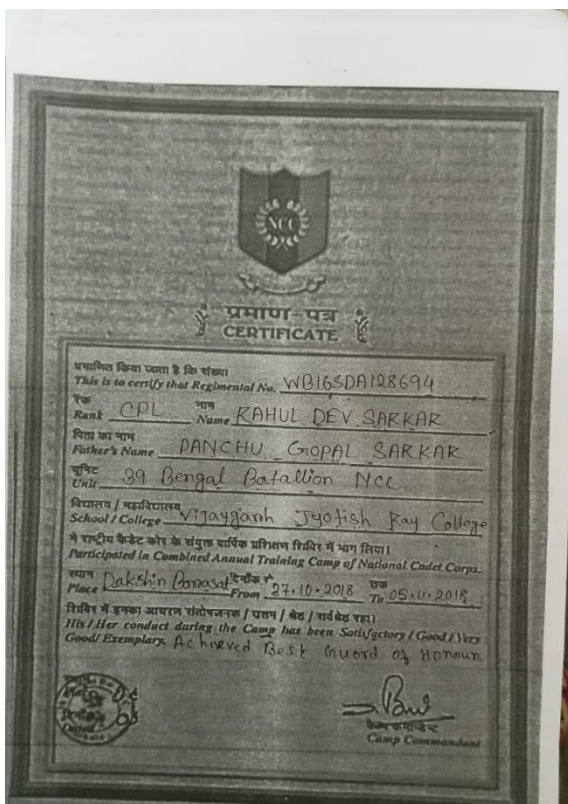 NCC
प्रमाण-पत्र
CERTIFICATE
प्रमाणित किया जाता है कि संख्या
This is to certify that Regimental No. WB16SDA128694
रैंक नाम
Rank CPL Name RAHUL DEV SARKAR
पिता का नाम
Father's Name PANCHU GOPAL SARKAR
यूनिट
Unit 39 Bengal Batallion NCC
विद्यालय / महाविद्यालय
School / College Vijaygarh Jyotish Ray College
ने राष्ट्रीय कैडेट कोर के संयुक्त वार्षिक प्रशिक्षण शिविर में भाग लिया।
Participated in Combined Annual Training Camp of National Cadet Corps.
स्थान दिनाँक से तक
Place Dakshin Barasat From 27.10.2018 To 05.11.2018
शिविर में इनका आचरण संतोषजनक / उत्तम / श्रेष्ठ / सर्वश्रेष्ठ रहा।
His / Her conduct during the Camp has been Satisfactory / Good / Very
Good / Exemplary. Achieved Best Guord of Honour
कैम्प कमान्डेन्ट
Camp Commandant